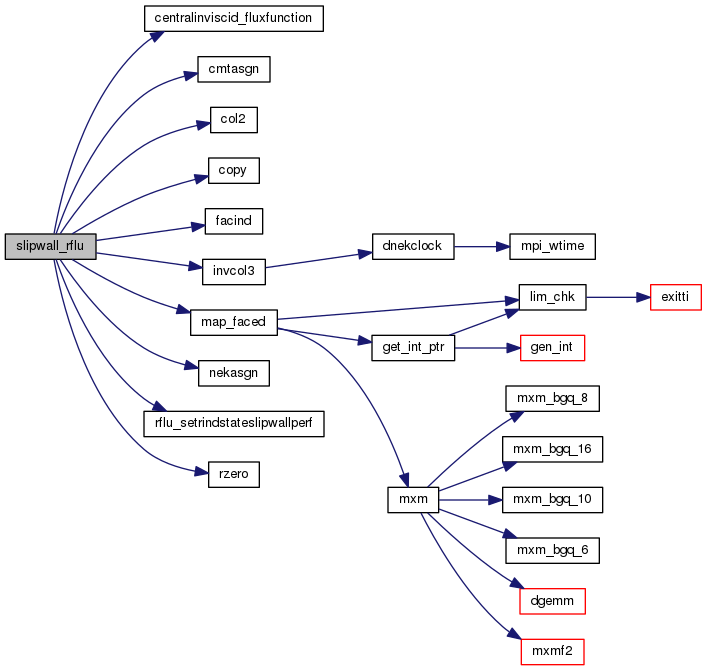 centralinviscid_fluxfunction
cmtasgn
col2
copy
facind
slipwall_rflu
dnekclock
mpi_wtime
invcol3
lim_chk
exitti
map_faced
get_int_ptr
gen_int
nekasgn
mxm_bgq_8
rflu_setrindstateslipwallperf
mxm_bgq_16
rzero
mxm
mxm_bgq_10
mxm_bgq_6
dgemm
mxmf2